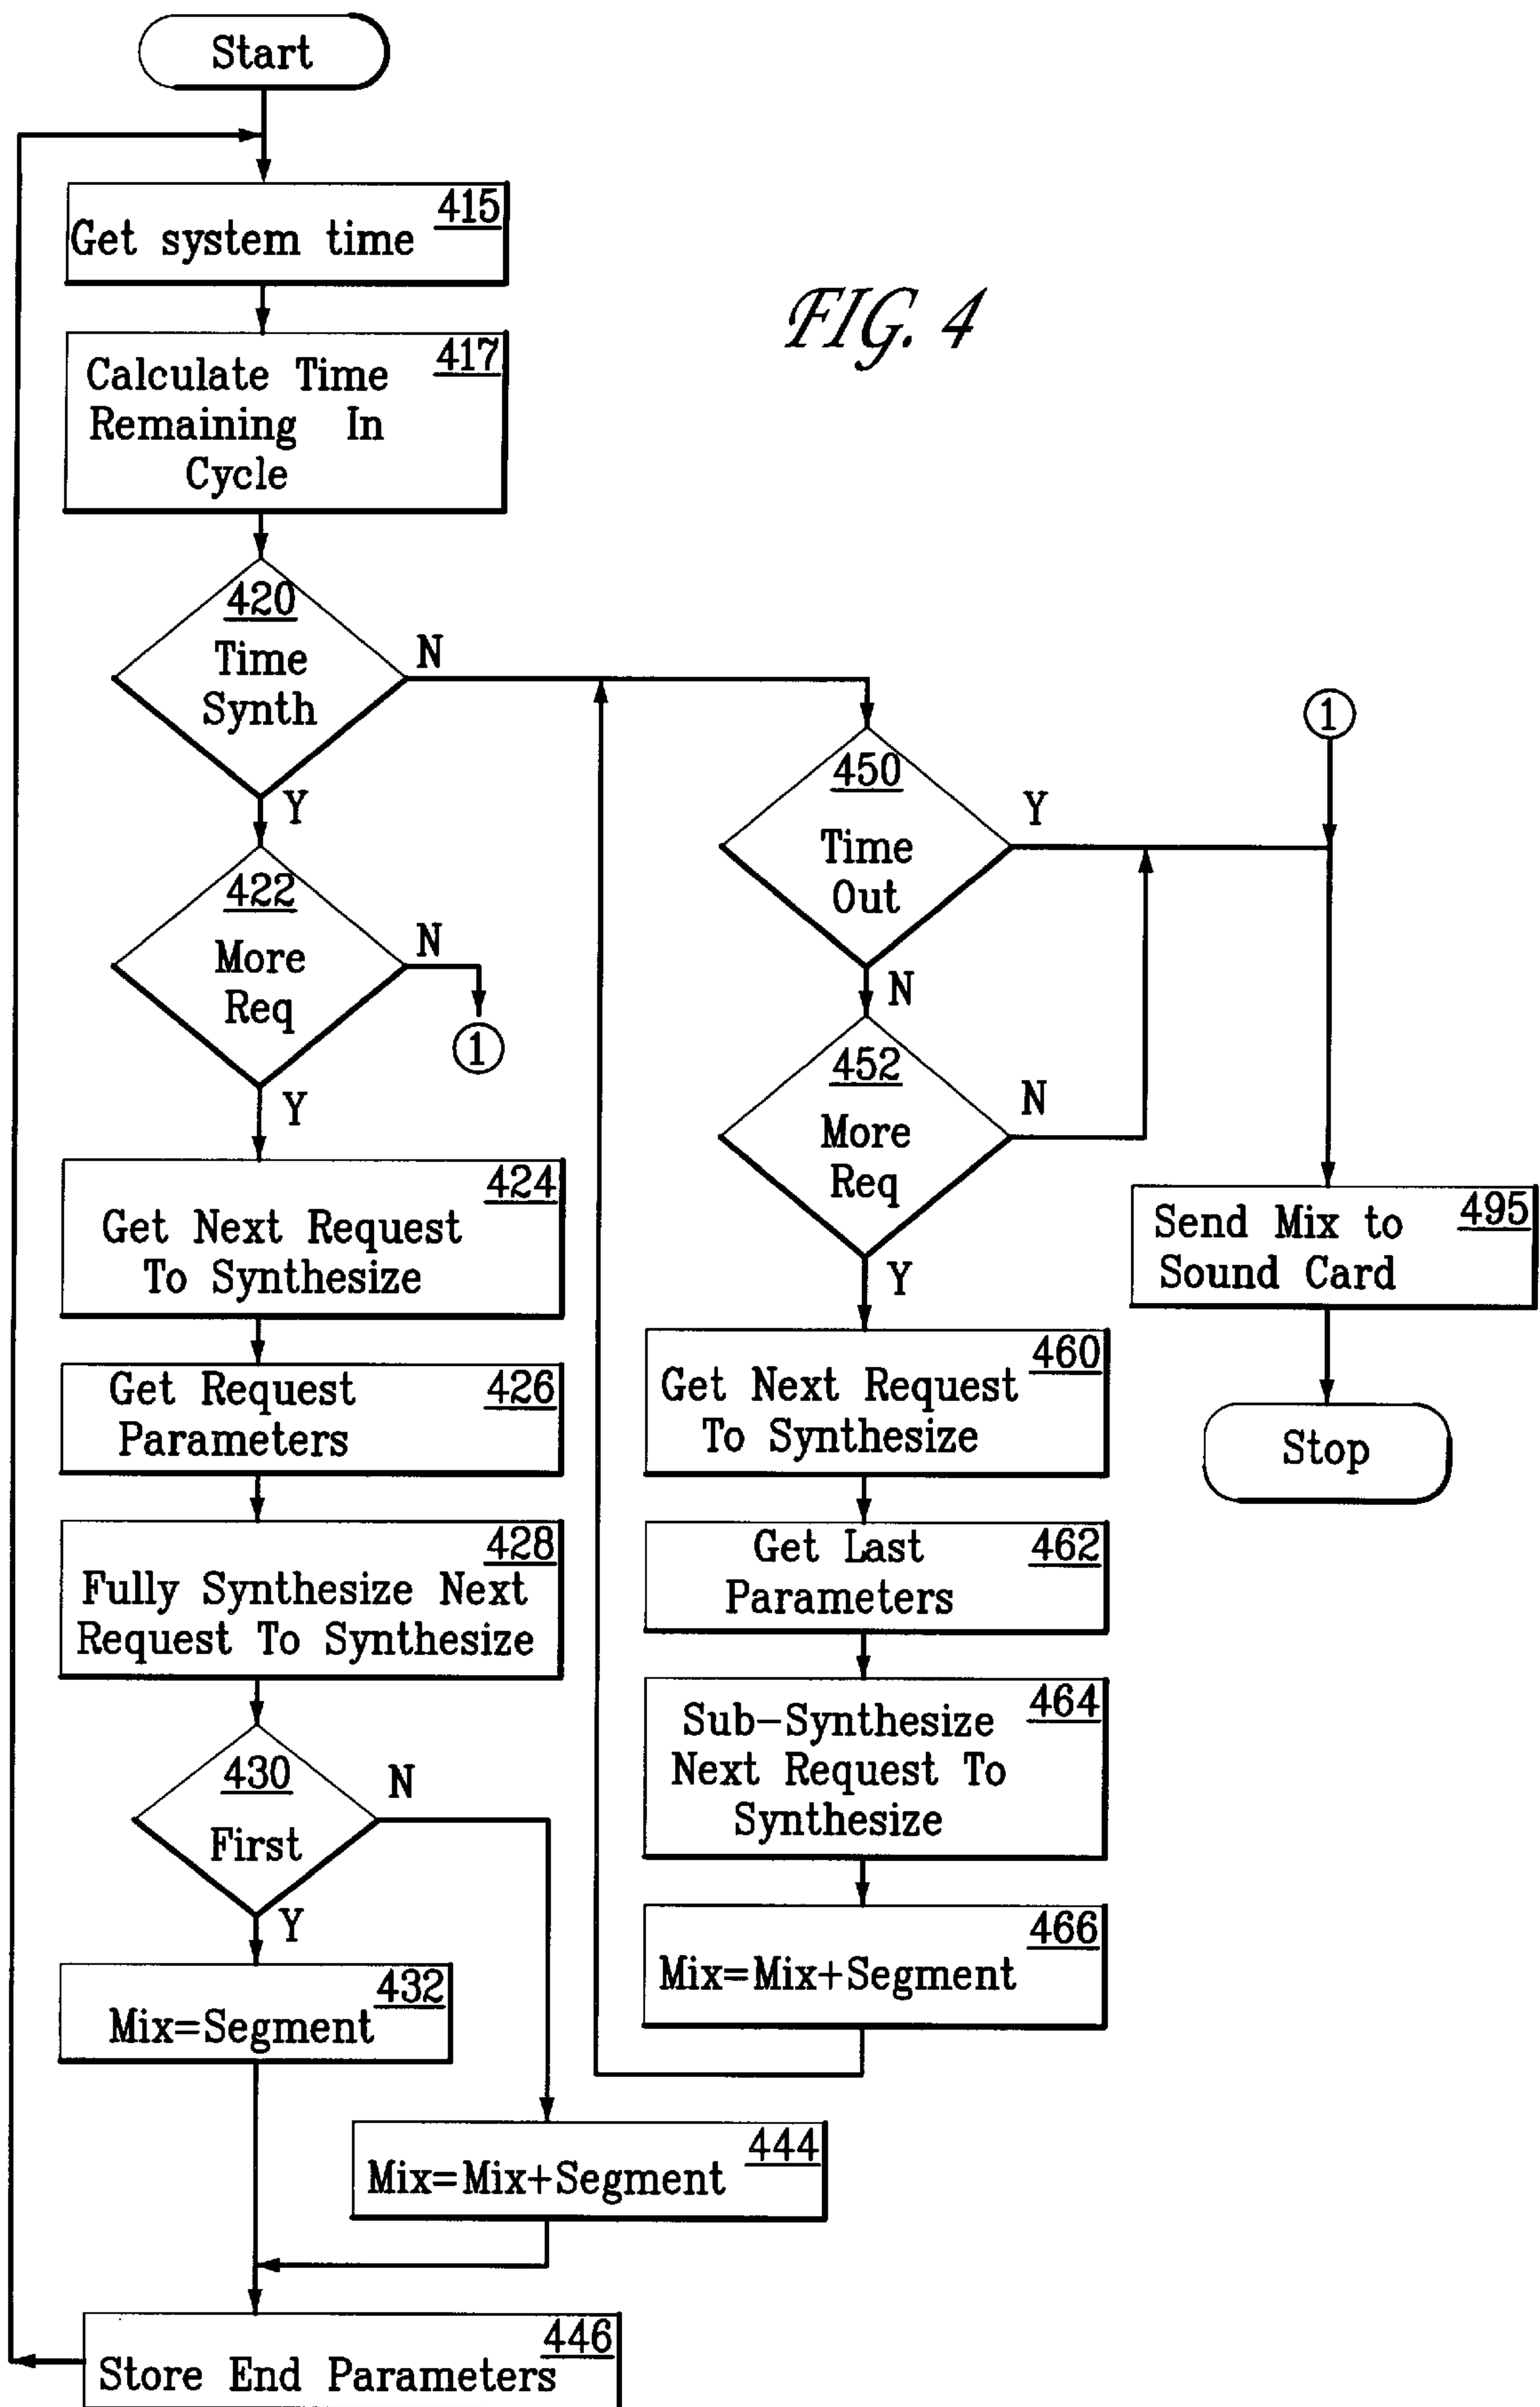 Start
415
Get system time
FIG. 4
417
Calculate Time
Remaining In
Cycle
420
Time
Synth
N
Y
422
More
Req
N
1
Y
424
Get Next Request
To Synthesize
426
Get Request
Parameters
428
Fully Synthesize Next
Request To Synthesize
430
First
N
Y
432
Mix=Segment
444
Mix=Mix+Segment
446
Store End Parameters
450
Time
Out
Y
N
452
More
Req
N
Y
460
Get Next Request
To Synthesize
462
Get Last
Parameters
464
Sub-Synthesize
Next Request To
Synthesize
466
Mix=Mix+Segment
1
495
Send Mix to
Sound Card
Stop